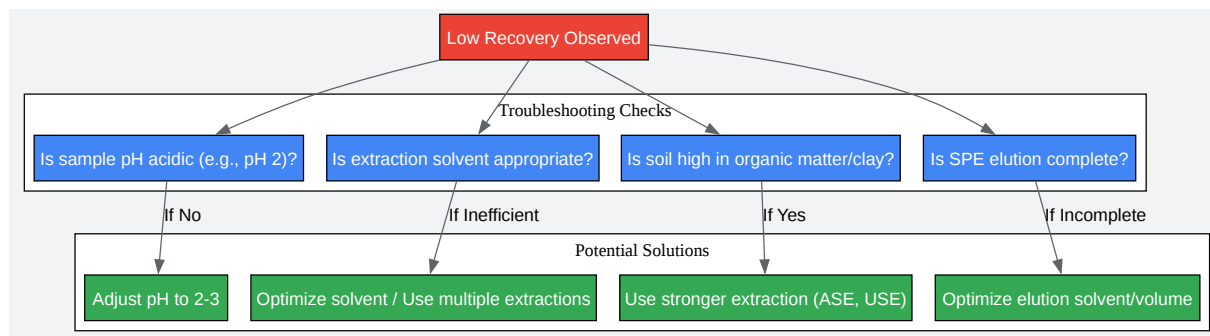 Low Recovery Observed
Troubleshooting Checks
Is sample pH acidic (e.g., pH 2)?
Is extraction solvent appropriate?
Is soil high in organic matter/clay?
Is SPE elution complete?
If No
If Inefficient
If Yes
If Incomplete
Potential Solutions
Adjust pH to 2-3
Optimize solvent / Use multiple extractions
Use stronger extraction (ASE, USE)
Optimize elution solvent/volume